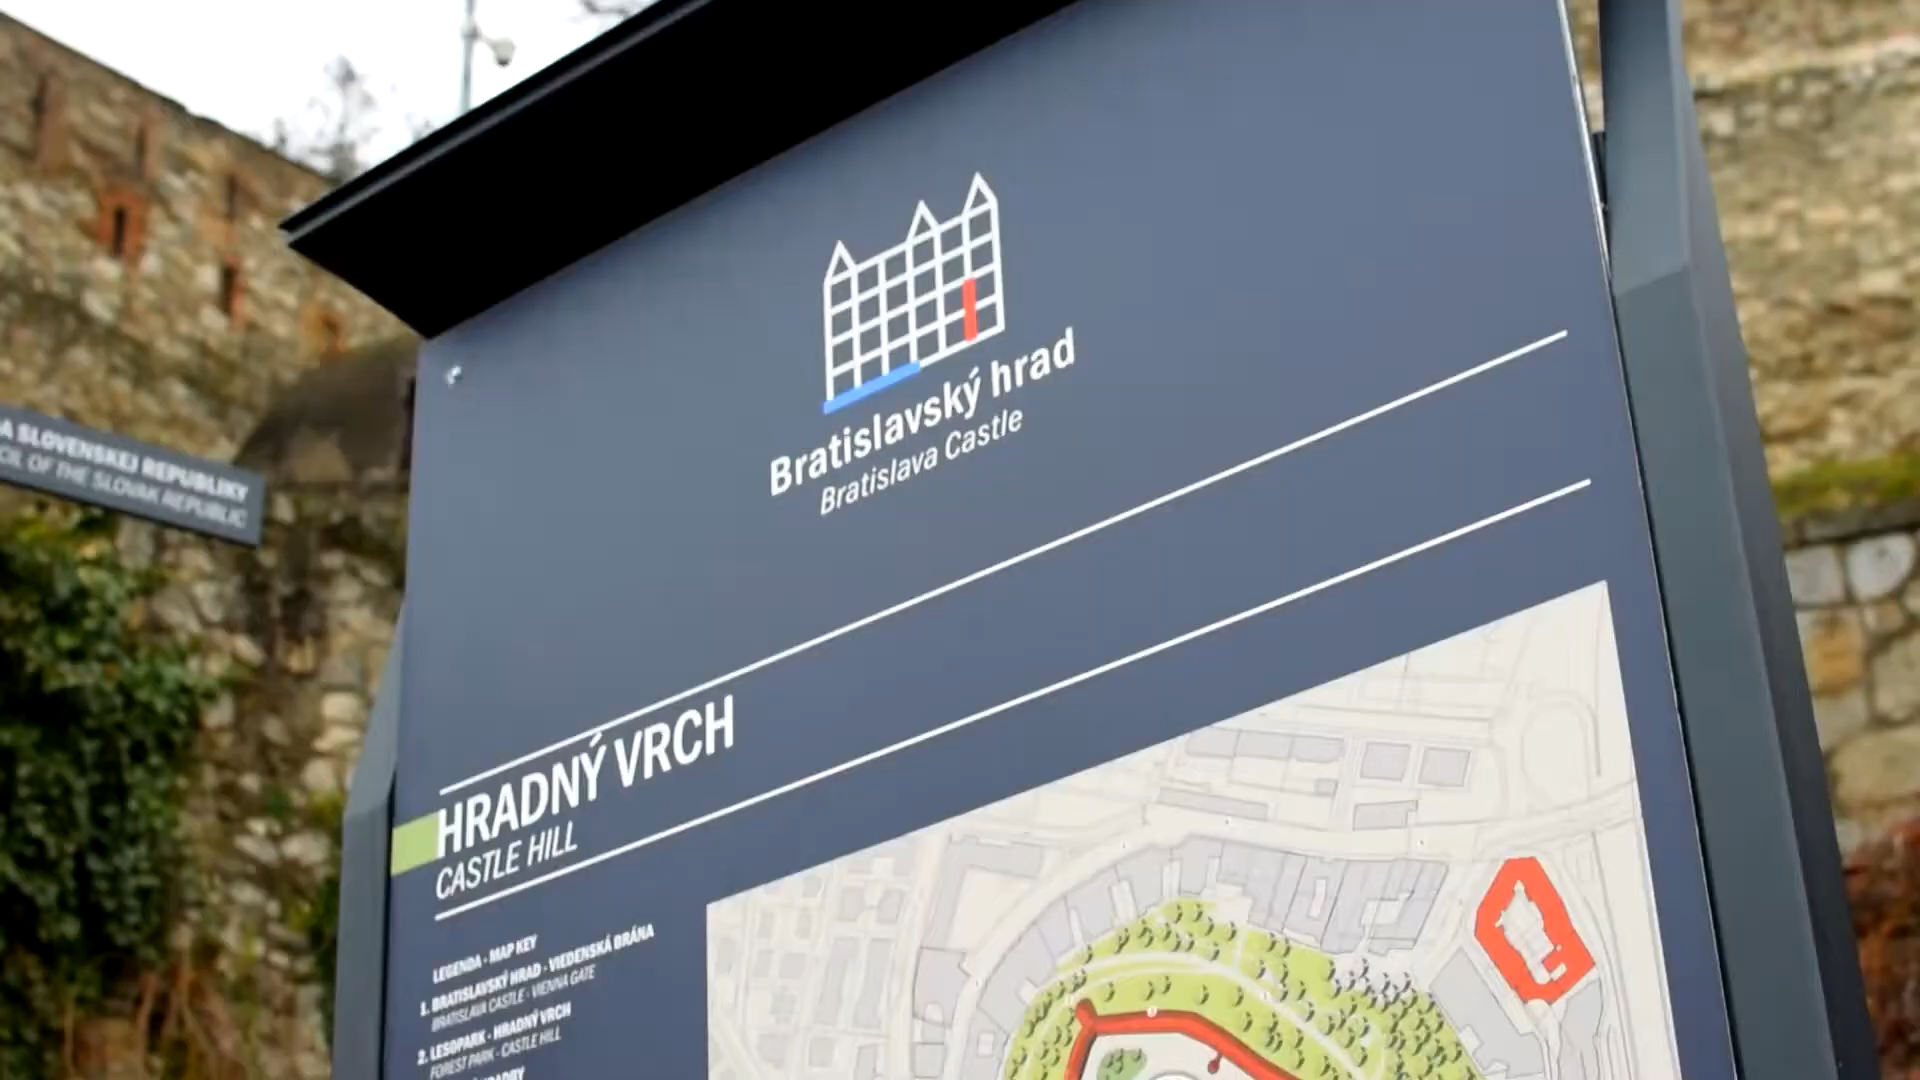 Bratislavský hrad
Bratislava Castle
A SLOVENSKEJ REPUBLIKY
CIL OF THE SLOVAK REPUBLIC
HRADNÝ VRCH
CASTLE HILL
LEGENDA - MAP KEY
1. BRATISLAVSKÝ HRAD - VIEDENSKÁ BRÁNA
BRATISLAVA CASTLE - VIENNA GATE
2. LESOPARK - HRADNÝ VRCH
FOREST PARK - CASTLE HILL